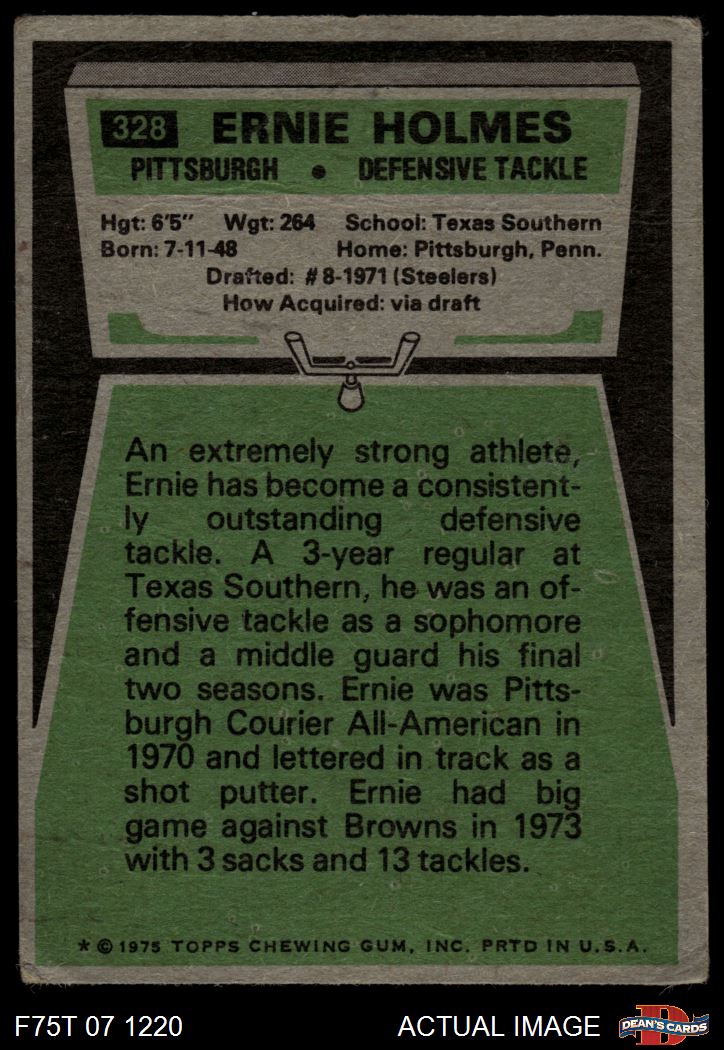 328 ERNIE HOLMES
PITTSBURGH • DEFENSIVE TACKLE
Hgt: 6'5" Wgt: 264 School: Texas Southern
Born: 7-11-48 Home: Pittsburgh, Penn.
Drafted: #8-1971 (Steelers)
How Acquired: via draft
An extremely strong athlete,
Ernie has become a consistent-
ly outstanding defensive
tackle. A 3-year regular at
Texas Southern, he was an of-
fensive tackle as a sophomore
and a middle guard his final
two seasons. Ernie was Pitts-
burgh Courier All-American in
1970 and lettered in track as a
shot putter. Ernie had big
game against Browns in 1973
with 3 sacks and 13 tackles.
* © 1975 TOPPS CHEWING GUM, INC. PRTD IN U.S.A.
F75T 07 1220 ACTUAL IMAGE D DEAN'S CARDS